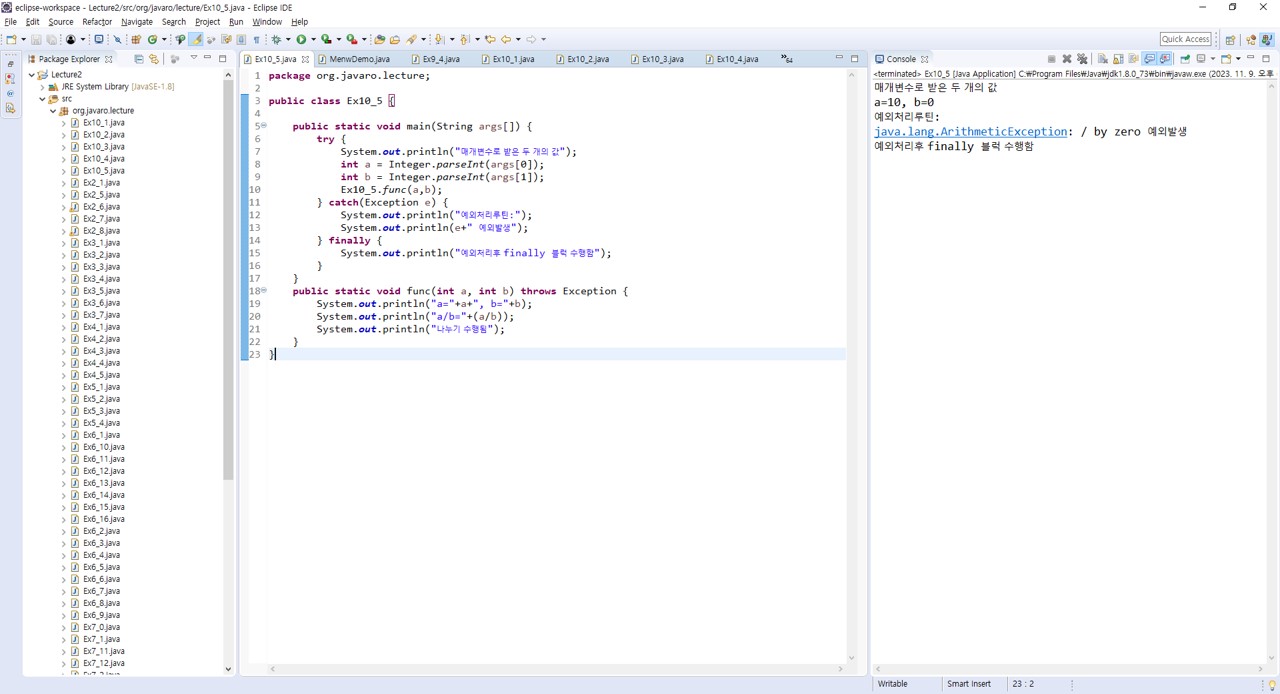 eclipse-workspace - Lecture2/src/org/javaro/lecture/Ex10_5.java - Eclipse IDE
File Edit Source Refactor Navigate Search Project Run Window Help
Quick Access
Package Explorer
Lecture2
JRE System Library [JavaSE-1.8]
src
org.javaro.lecture
Ex10_1.java
Ex10_2.java
Ex10_3.java
Ex10_4.java
Ex10_5.java
Ex2_1.java
Ex2_5.java
Ex2_6.java
Ex2_7.java
Ex2_8.java
Ex3_1.java
Ex3_2.java
Ex3_3.java
Ex3_4.java
Ex3_5.java
Ex3_6.java
Ex3_7.java
Ex4_1.java
Ex4_2.java
Ex4_3.java
Ex4_4.java
Ex4_5.java
Ex5_1.java
Ex5_2.java
Ex5_3.java
Ex5_4.java
Ex6_1.java
Ex6_10.java
Ex6_11.java
Ex6_12.java
Ex6_13.java
Ex6_14.java
Ex6_15.java
Ex6_16.java
Ex6_2.java
Ex6_3.java
Ex6_4.java
Ex6_5.java
Ex6_6.java
Ex6_7.java
Ex6_8.java
Ex6_9.java
Ex7_0.java
Ex7_1.java
Ex7_11.java
Ex7_12.java
Ex10_5.java MenwDemo.java Ex9_4.java Ex10_1.java Ex10_2.java Ex10_3.java Ex10_4.java »64
1 package org.javaro.lecture;
2
3 public class Ex10_5 {
4
5 public static void main(String args[]) {
6 try {
7 System.out.println("매개변수로 받은 두 개의 값");
8 int a = Integer.parseInt(args[0]);
9 int b = Integer.parseInt(args[1]);
10 Ex10_5.func(a,b);
11 } catch(Exception e) {
12 System.out.println("예외처리루틴:");
13 System.out.println(e+" 예외발생");
14 } finally {
15 System.out.println("예외처리후 finally 블럭 수행함");
16 }
17 }
18 public static void func(int a, int b) throws Exception {
19 System.out.println("a="+a+", b="+b);
20 System.out.println("a/b="+(a/b));
21 System.out.println("나누기 수행됨");
22 }
23 }
Console
<terminated> Ex10_5 [Java Application] C:₩Program Files₩Java₩jdk1.8.0_73₩bin₩javaw.exe (2023. 11. 9. 오후
매개변수로 받은 두 개의 값
a=10, b=0
예외처리루틴:
java.lang.ArithmeticException: / by zero 예외발생
예외처리후 finally 블럭 수행함
Writable Smart Insert 23 : 2